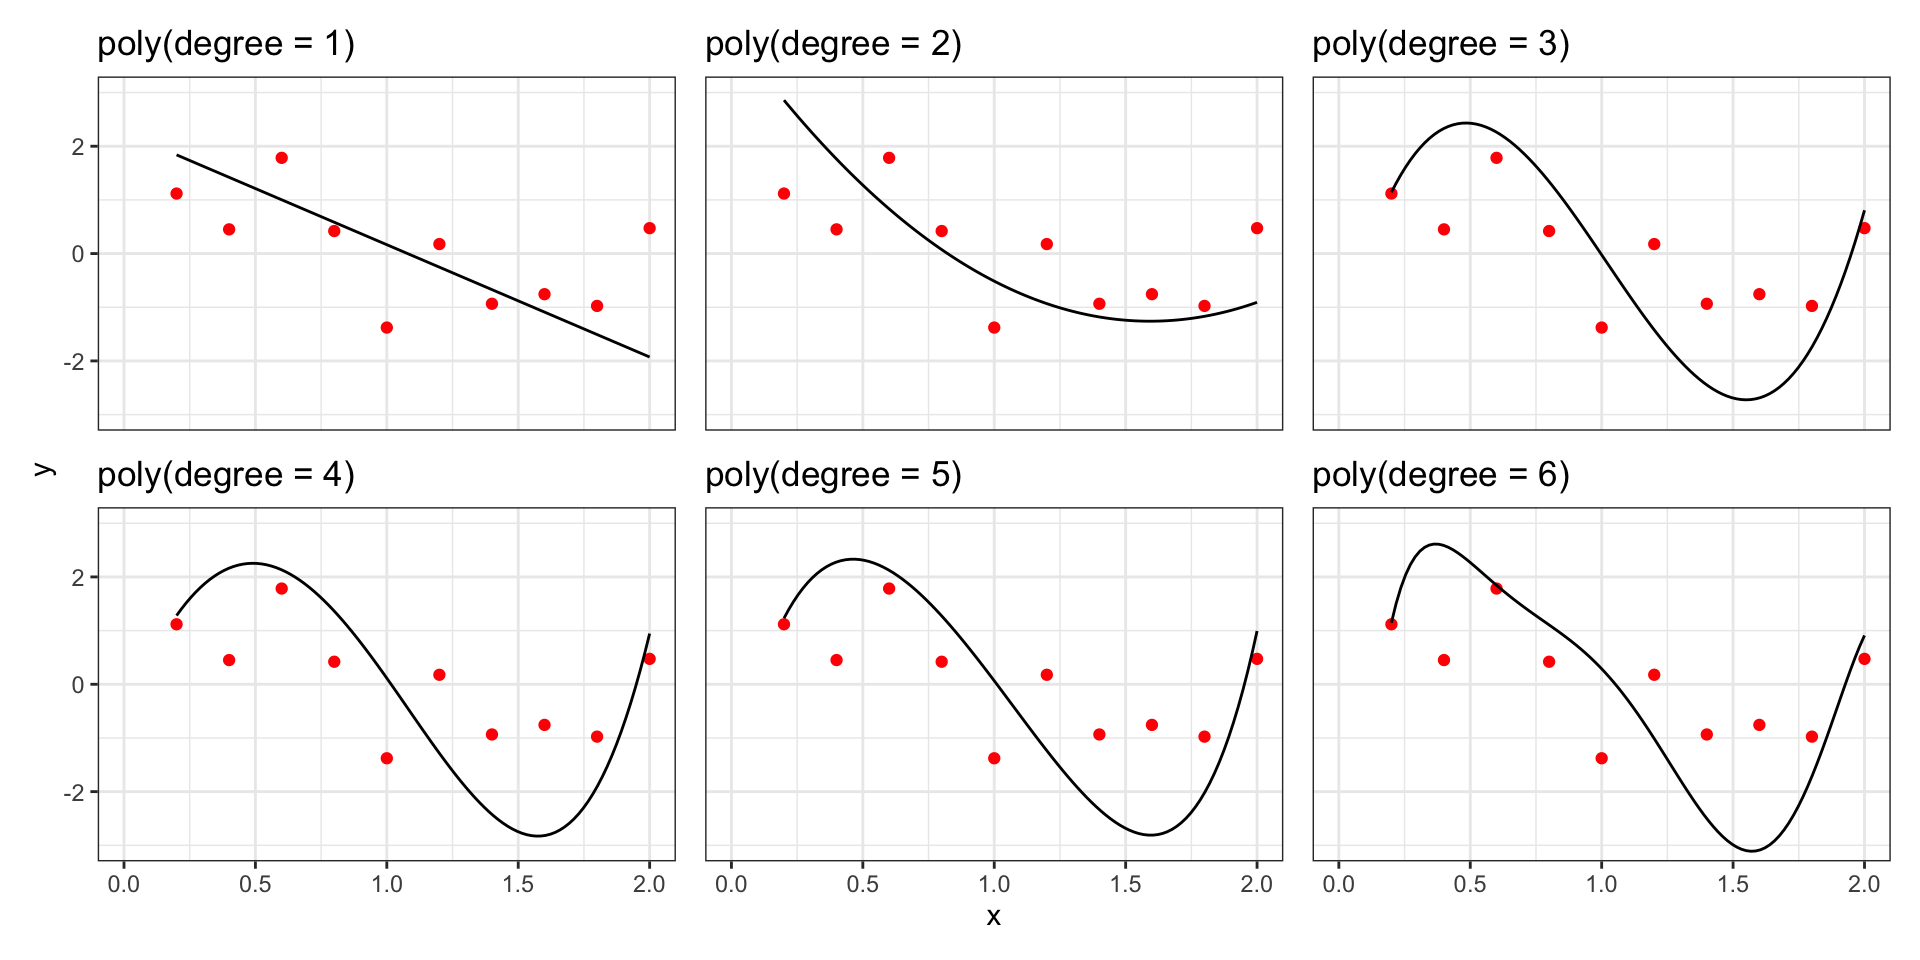 poly(degree = 1)
poly(degree = 2)
poly(degree = 3)
2
0
-2
y
poly(degree = 4)
poly(degree = 5)
poly(degree = 6)
2
0
-2
0.0 0.5 1.0 1.5 2.0
0.0 0.5 1.0 1.5 2.0
0.0 0.5 1.0 1.5 2.0
x